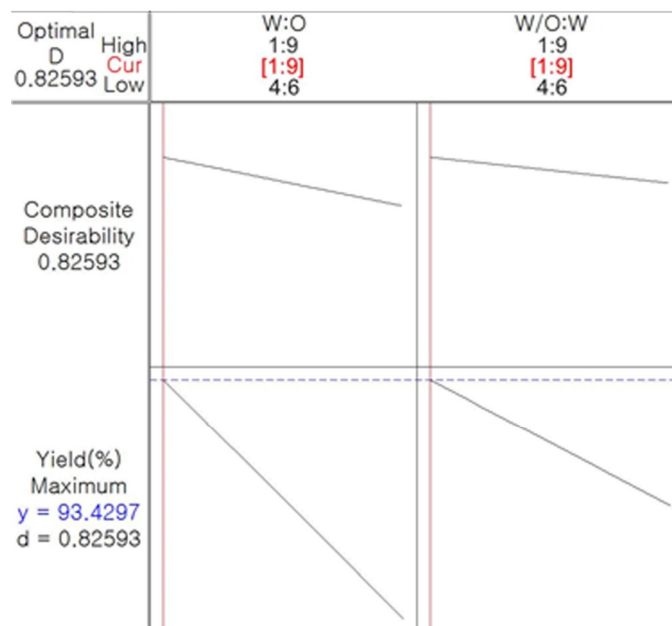 Optimal
D
0.82593
High
Cur
Low
W:O
1:9
[1:9]
4:6
W/O:W
1:9
[1:9]
4:6
Composite
Desirability
0.82593
Yield(%)
Maximum
y = 93.4297
d = 0.82593